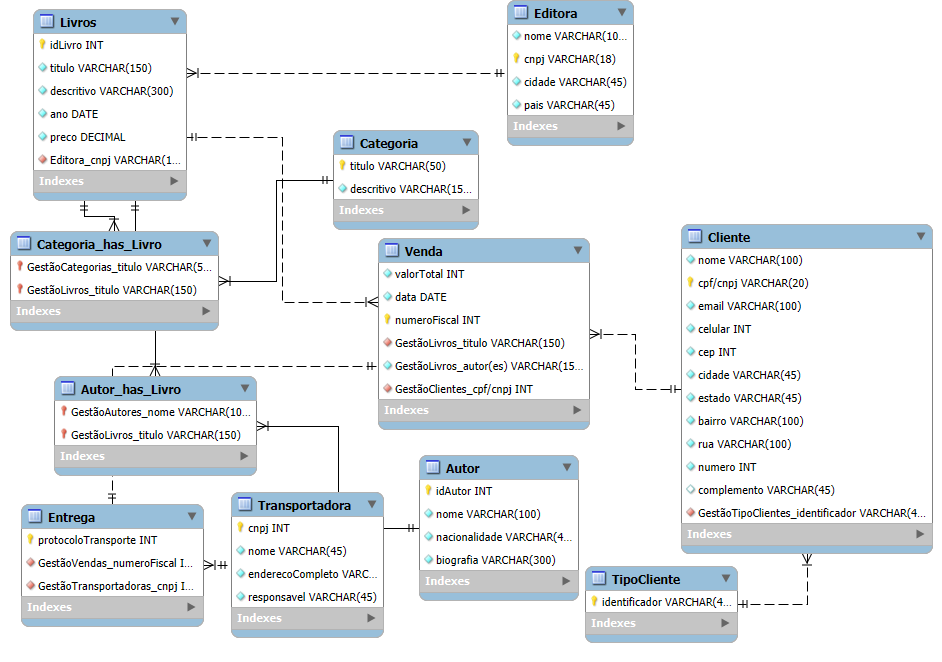 Livros
idLivro INT
titulo VARCHAR(150)
descritivo VARCHAR(300)
ano DATE
preco DECIMAL
Editora_cnpj VARCHAR(1...
Indexes
Editora
nome VARCHAR(10...
cnpj VARCHAR(18)
cidade VARCHAR(45)
pais VARCHAR(45)
Indexes
Categoria
titulo VARCHAR(50)
descritivo VARCHAR(15...
Indexes
Categoria_has_Livro
GestãoCategorias_titulo VARCHAR(5...
GestãoLivros_titulo VARCHAR(150)
Indexes
Venda
valorTotal INT
data DATE
numeroFiscal INT
GestãoLivros_titulo VARCHAR(150)
GestãoLivros_autor(es) VARCHAR(15...
GestãoClientes_cpf/cnpj INT
Indexes
Cliente
nome VARCHAR(100)
cpf/cnpj VARCHAR(20)
email VARCHAR(100)
celular INT
cep INT
cidade VARCHAR(45)
estado VARCHAR(45)
bairro VARCHAR(100)
rua VARCHAR(100)
numero INT
complemento VARCHAR(45)
GestãoTipoClientes_identificador VARCHAR(4...
Indexes
Autor_has_Livro
GestãoAutores_nome VARCHAR(10...
GestãoLivros_titulo VARCHAR(150)
Indexes
Autor
idAutor INT
nome VARCHAR(100)
nacionalidade VARCHAR(4...
biografia VARCHAR(300)
Indexes
Entrega
protocoloTransporte INT
GestãoVendas_numeroFiscal I...
GestãoTransportadoras_cnpj I...
Indexes
Transportadora
cnpj INT
nome VARCHAR(45)
enderecoCompleto VARC...
responsavel VARCHAR(45)
Indexes
TipoCliente
identificador VARCHAR(4...
Indexes